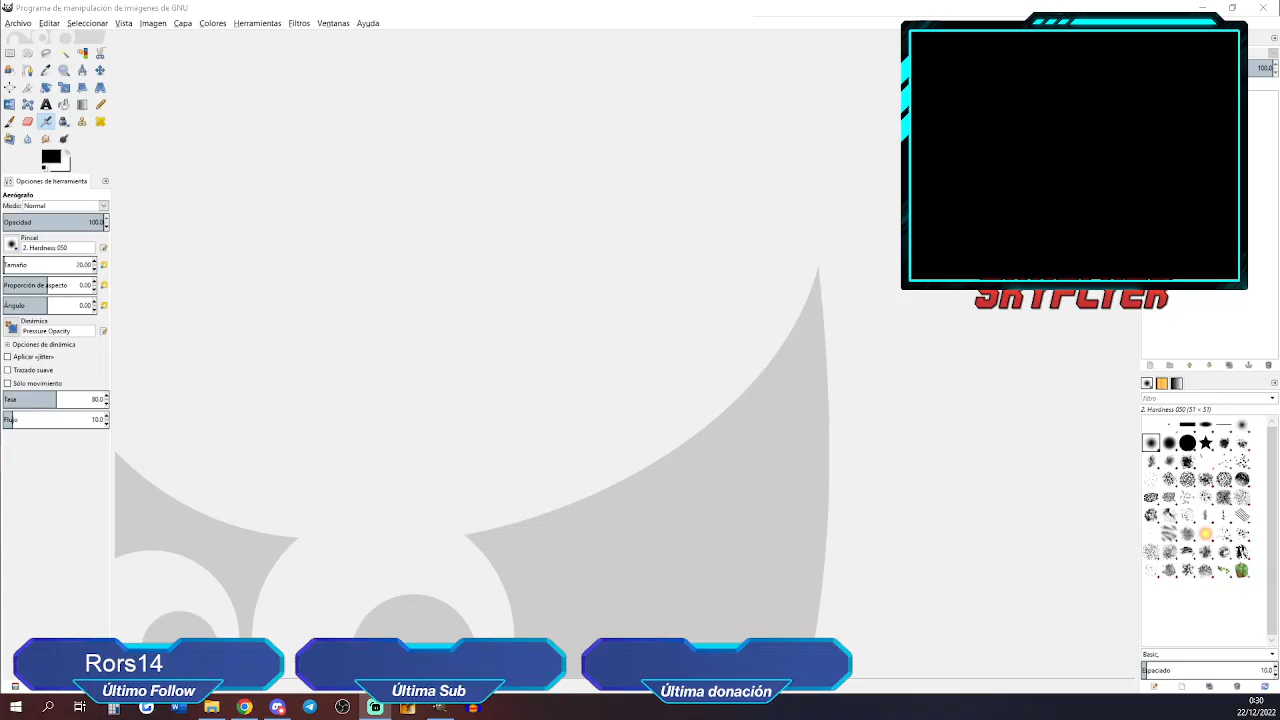 Programa de manipulación de imágenes de GNU
Archivo Editar Seleccionar Vista Imagen Capa Colores Herramientas Filtros Ventanas Ayuda
100.0
Opciones de herramienta
Aerógrafo
Modo: Normal
Opacidad 100.0
Pincel
2. Hardness 050
Tamaño 20.00
Proporción de aspecto 0.00
Ángulo 0.00
Dinámica
Pressure Opacity
Opciones de dinámica
Aplicar «jitter»
Trazado suave
Sólo movimiento
Tasa 80.0
Flujo 10.0
SKYFLYER
filtro
2. Hardness 050 (51 × 51)
Basic,
Espaciado 10.0
Rors14
Último Follow
Última Sub
Última donación
0:30
22/12/2022